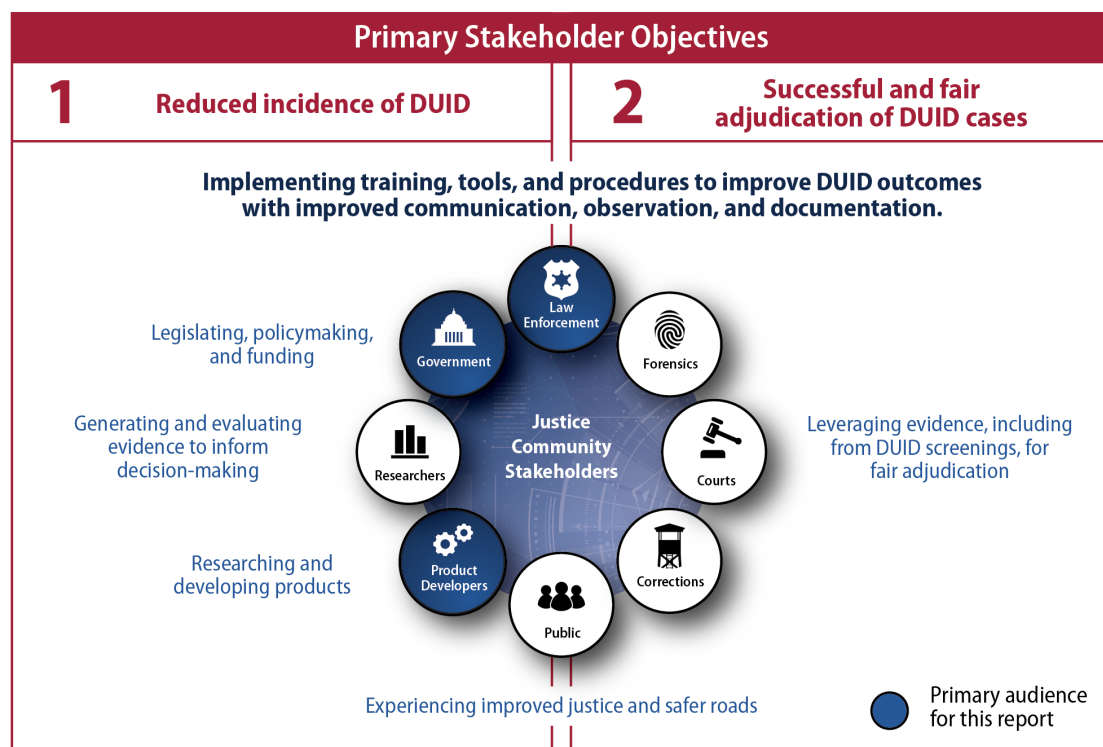 Primary Stakeholder Objectives
1
Reduced incidence of DUID
2
Successful and fair
adjudication of DUID cases
Implementing training, tools, and procedures to improve DUID outcomes
with improved communication, observation, and documentation.
Law
Enforcement
Government
Forensics
Legislating, policymaking,
and funding
Justice
Community
Stakeholders
Researchers
Courts
Generating and evaluating
evidence to inform
decision-making
Leveraging evidence, including
from DUID screenings, for
fair adjudication
Product
Developers
Corrections
Researching and
developing products
Public
Experiencing improved justice and safer roads
Primary audience
for this report